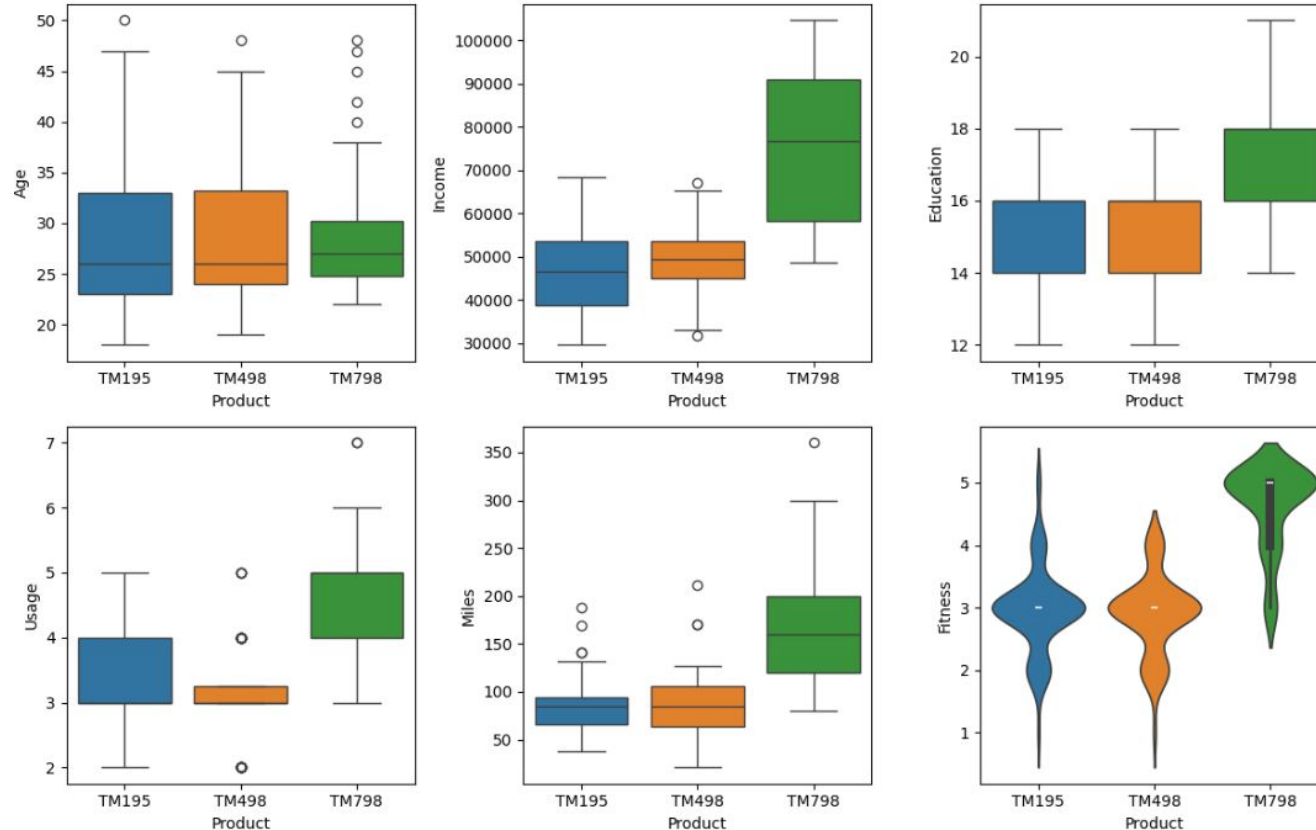 50
45
40
35
30
25
20
Age
TM195 TM498 TM798
Product
100000
90000
80000
70000
60000
50000
40000
30000
Income
TM195 TM498 TM798
Product
20
18
16
14
12
Education
TM195 TM498 TM798
Product
7
6
5
4
3
2
Usage
TM195 TM498 TM798
Product
350
300
250
200
150
100
50
Miles
TM195 TM498 TM798
Product
5
4
3
2
1
Fitness
TM195 TM498 TM798
Product